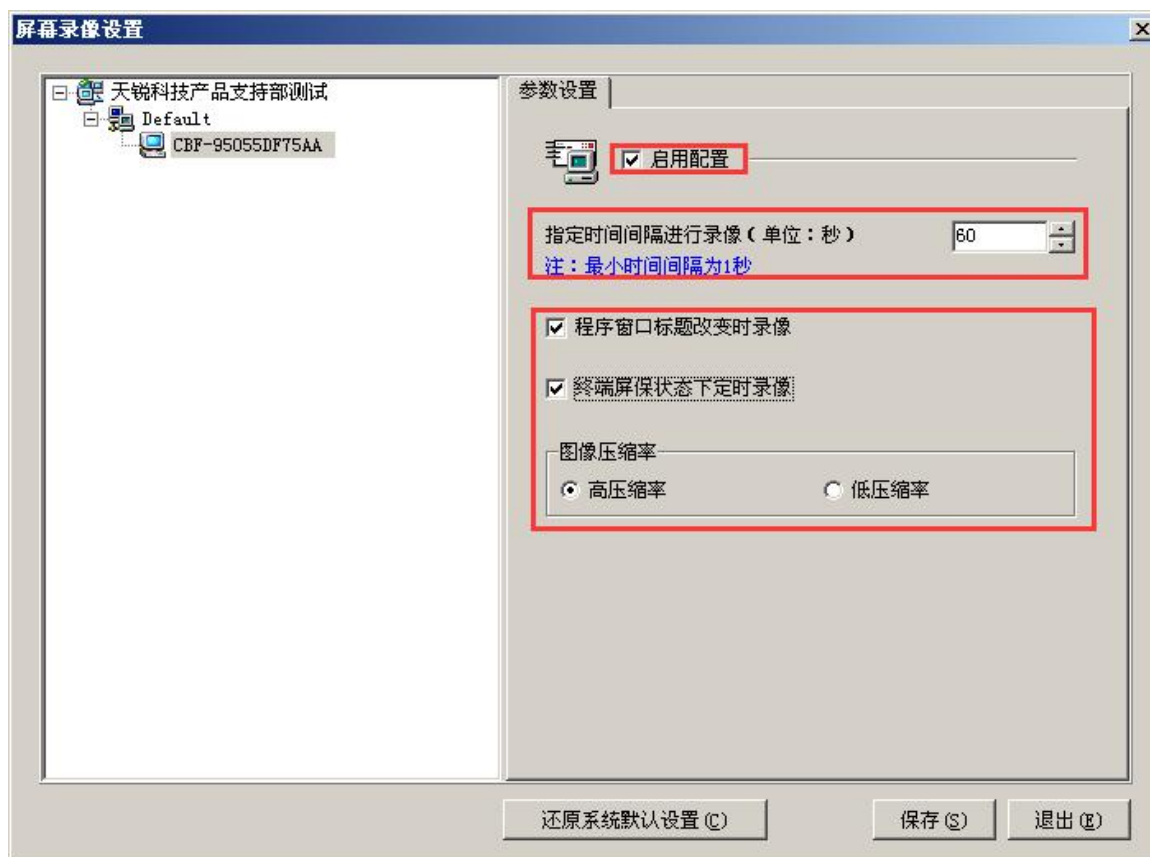 屏幕录像设置
天锐科技产品支持部测试
Default
CBF-95055DF75AA
参数设置
启用配置
指定时间间隔进行录像(单位:秒) 60
注:最小时间间隔为1秒
程序窗口标题改变时录像
终端屏保状态下定时录像
图像压缩率
高压缩率 低压缩率
还原系统默认设置(C) 保存(S) 退出(E)